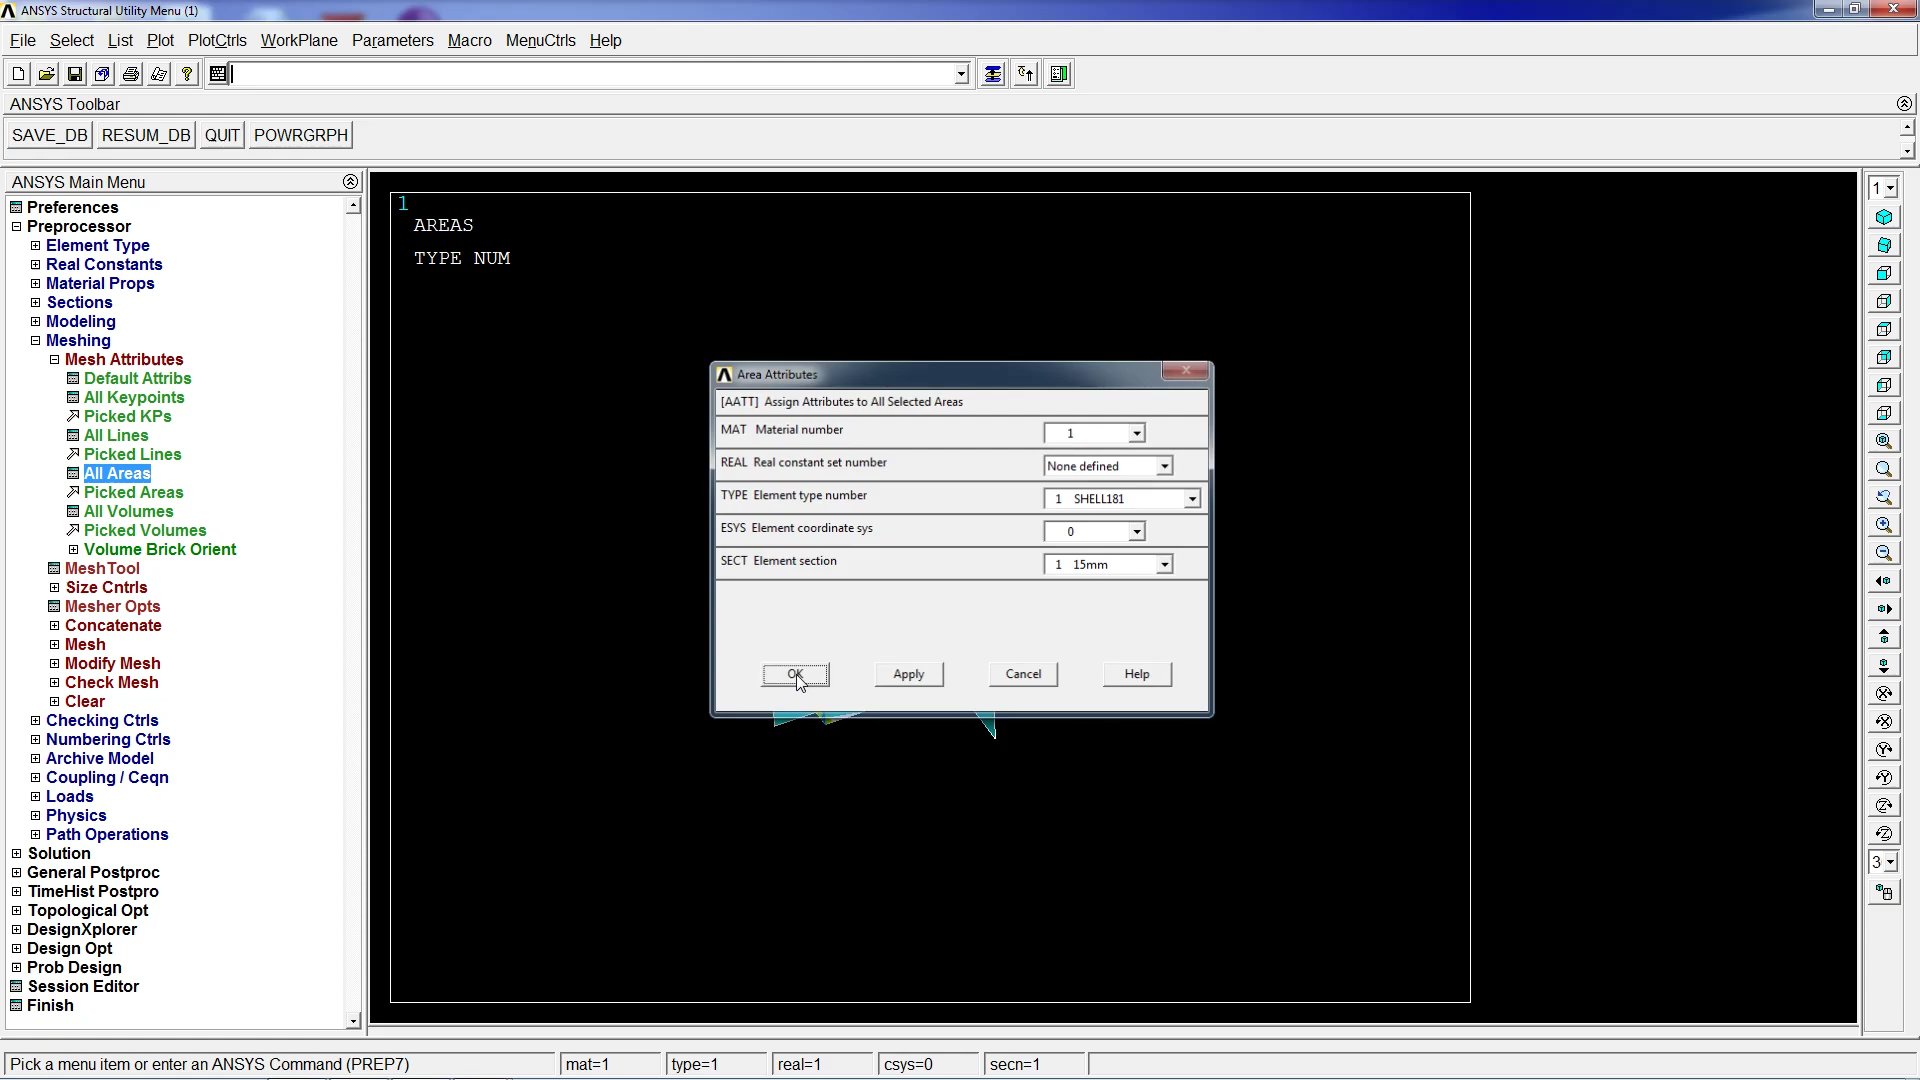 ANSYS Structural Utility Menu (1)
File Select List Plot PlotCtrls WorkPlane Parameters Macro MenuCtrls Help
ANSYS Toolbar
SAVE_DB RESUM_DB QUIT POWRGRPH
ANSYS Main Menu
Preferences
Preprocessor
Element Type
Real Constants
Material Props
Sections
Modeling
Meshing
Mesh Attributes
Default Attribs
All Keypoints
Picked KPs
All Lines
Picked Lines
All Areas
Picked Areas
All Volumes
Picked Volumes
Volume Brick Orient
MeshTool
Size Cntrls
Mesher Opts
Concatenate
Mesh
Modify Mesh
Check Mesh
Clear
Checking Ctrls
Numbering Ctrls
Archive Model
Coupling / Ceqn
Loads
Physics
Path Operations
Solution
General Postproc
TimeHist Postpro
Topological Opt
DesignXplorer
Design Opt
Prob Design
Session Editor
Finish
1
AREAS
TYPE NUM
Area Attributes
[AATT] Assign Attributes to All Selected Areas
MAT Material number 1
REAL Real constant set number None defined
TYPE Element type number 1 SHELL181
ESYS Element coordinate sys 0
SECT Element section 1 15mm
OK Apply Cancel Help
1
3
Pick a menu item or enter an ANSYS Command (PREP7) mat=1 type=1 real=1 csys=0 secn=1